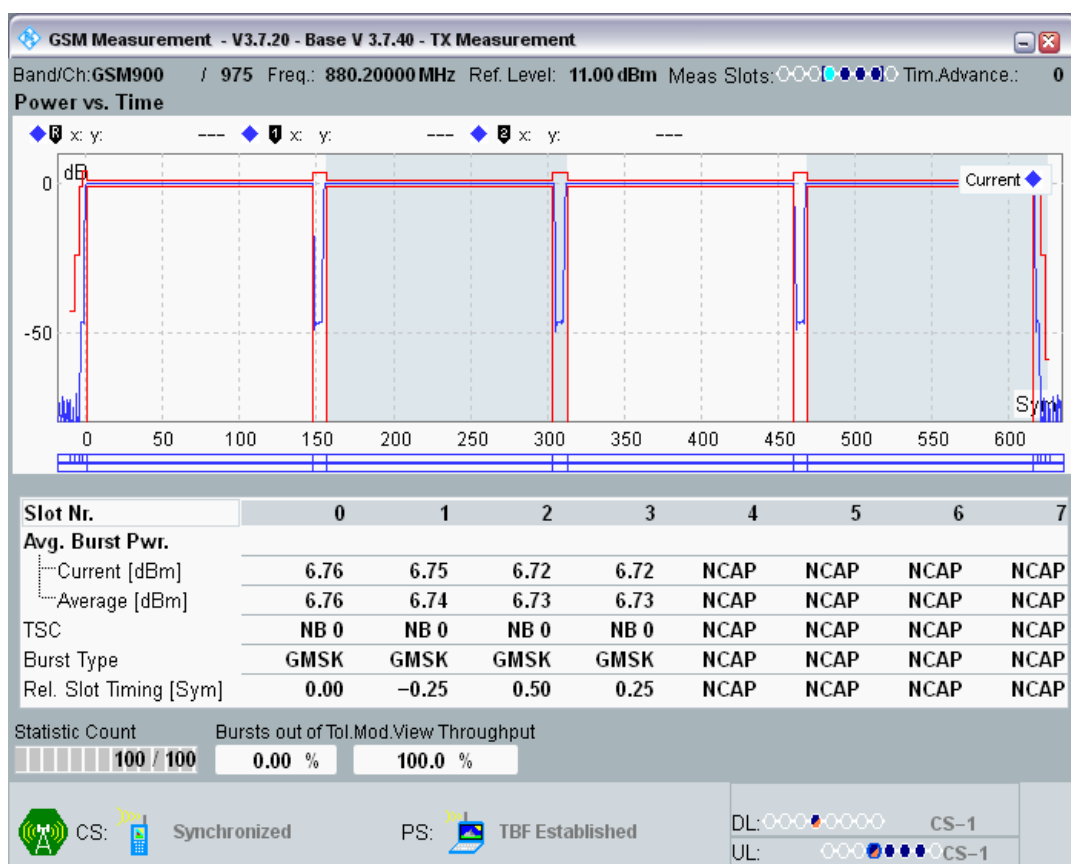 GSM Measurement - V3.7.20 - Base V 3.7.40 - TX Measurement
Band/Ch:GSM900 / 975 Freq.: 880.20000 MHz Ref. Level: 11.00 dBm Meas Slots: Tim.Advance.: 0
Power vs. Time
R x: y: --- 1 x: y: --- 2 x: y: ---
dB
0
Current
-50
Sym
0 50 100 150 200 250 300 350 400 450 500 550 600
Slot Nr. 0 1 2 3 4 5 6 7
Avg. Burst Pwr.
Current [dBm] 6.76 6.75 6.72 6.72 NCAP NCAP NCAP NCAP
Average [dBm] 6.76 6.74 6.73 6.73 NCAP NCAP NCAP NCAP
TSC NB 0 NB 0 NB 0 NB 0 NCAP NCAP NCAP NCAP
Burst Type GMSK GMSK GMSK GMSK NCAP NCAP NCAP NCAP
Rel. Slot Timing [Sym] 0.00 −0.25 0.50 0.25 NCAP NCAP NCAP NCAP
Statistic Count Bursts out of Tol.Mod.View Throughput
100 / 100 0.00 % 100.0 %
CS: Synchronized PS: TBF Established
DL: CS−1
UL: CS−1